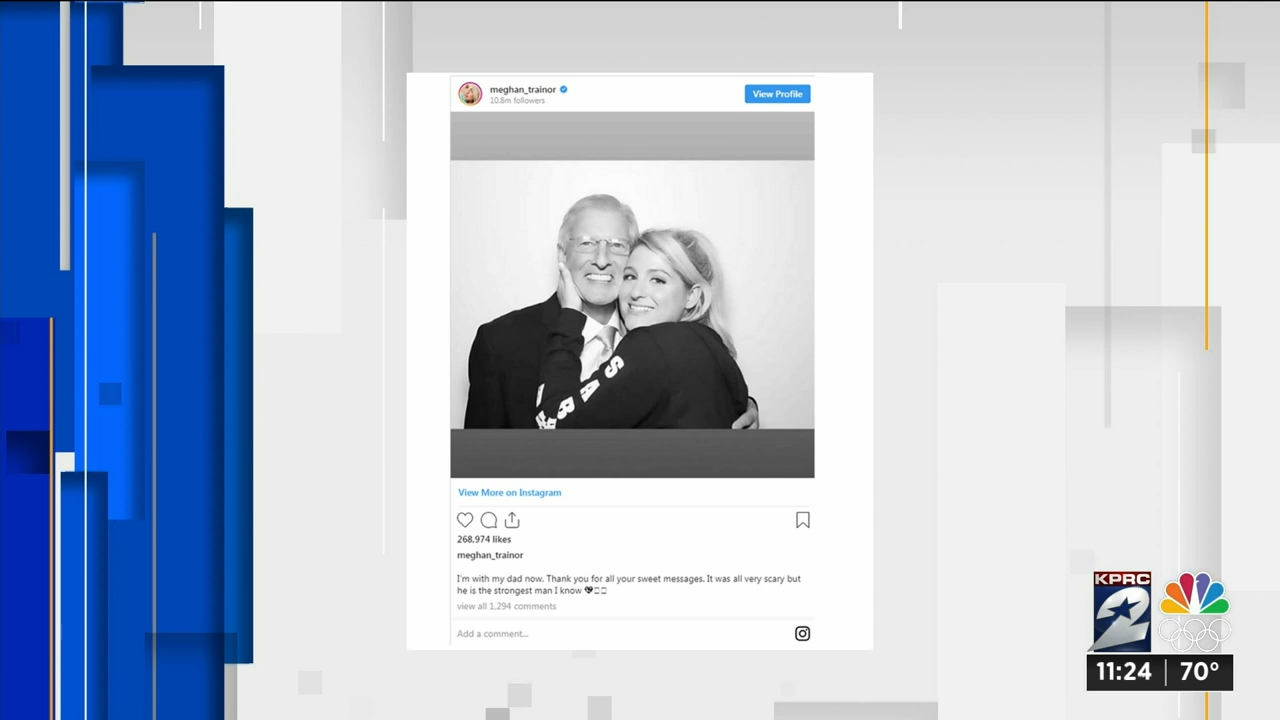 meghan_trainor
10.8m followers
View Profile
SAB
View More on Instagram
268,974 likes
meghan_trainor
I'm with my dad now. Thank you for all your sweet messages. It was all very scary but
he is the strongest man I know
view all 1,294 comments
Add a comment...
KPRC
2
11:24 70°